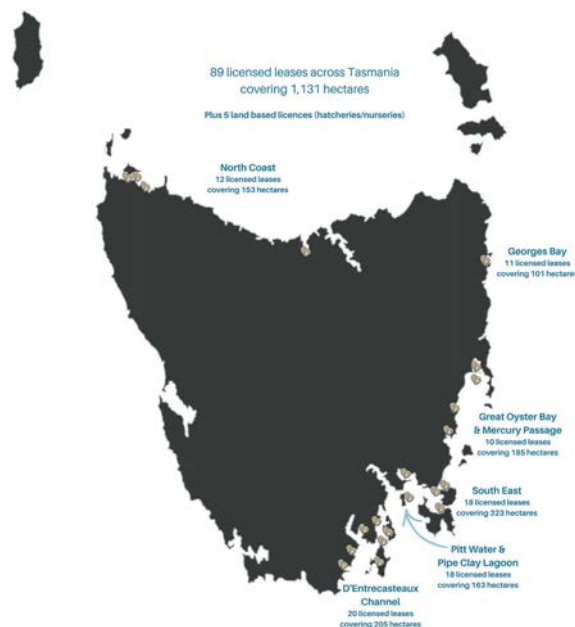 89 licensed leases across Tasmania
covering 1,131 hectares
Plus 5 land based licences (hatcheries/nurseries)
North Coast
12 licensed leases
covering 153 hectares
Georges Bay
11 licensed leases
covering 101 hectares
Great Oyster Bay
& Mercury Passage
10 licensed leases
covering 185 hectares
South East
18 licensed leases
covering 323 hectares
Pitt Water &
Pipe Clay Lagoon
18 licensed leases
covering 163 hectares
D'Entrecasteaux
Channel
20 licensed leases
covering 205 hectares